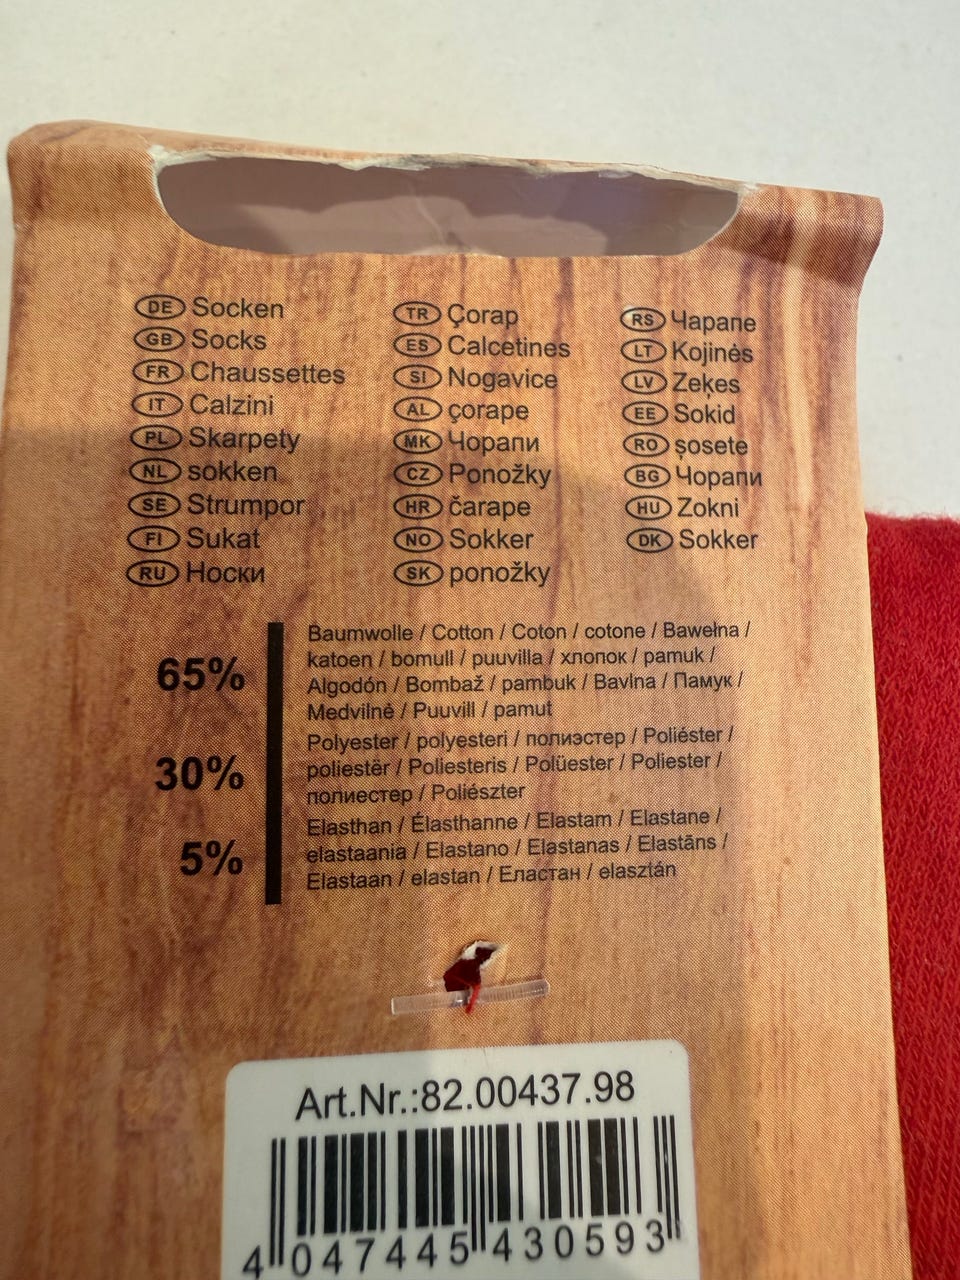 DE Socken
GB Socks
FR Chaussettes
IT Calzini
PL Skarpety
NL sokken
SE Strumpor
FI Sukat
RU Носки
TR Çorap
ES Calcetines
SI Nogavice
AL çorape
MK Чорапи
CZ Ponožky
HR čarape
NO Sokker
SK ponožky
RS Чарапе
LT Kojinės
LV Zeķes
EE Sokid
RO șosete
BG Чорапи
HU Zokni
DK Sokker
65%
Baumwolle / Cotton / Coton / cotone / Bawełna /
katoen / bomull / puuvilla / хлопок / pamuk /
Algodón / Bombaž / pambuk / Bavlna / Памук /
Medvilnė / Puuvill / pamut
30%
Polyester / polyesteri / полиэстер / Poliéster /
poliestër / Poliesteris / Polüester / Poliester /
полиестер / Poliészter
5%
Elasthan / Élasthanne / Elastam / Elastane /
elastaania / Elastano / Elastanas / Elastāns /
Elastaan / elastan / Еластан / elasztán
Art.Nr.:82.00437.98
4 047445 430593